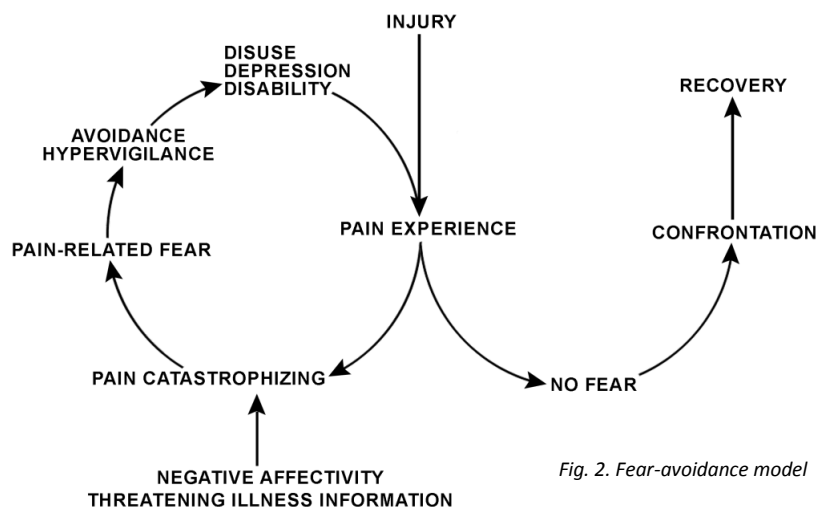 INJURY
DISUSE
DEPRESSION
DISABILITY
RECOVERY
AVOIDANCE
HYPERVIGILANCE
PAIN EXPERIENCE
CONFRONTATION
PAIN-RELATED FEAR
PAIN CATASTROPHIZING
NO FEAR
NEGATIVE AFFECTIVITY
THREATENING ILLNESS INFORMATION
Fig. 2. Fear-avoidance model